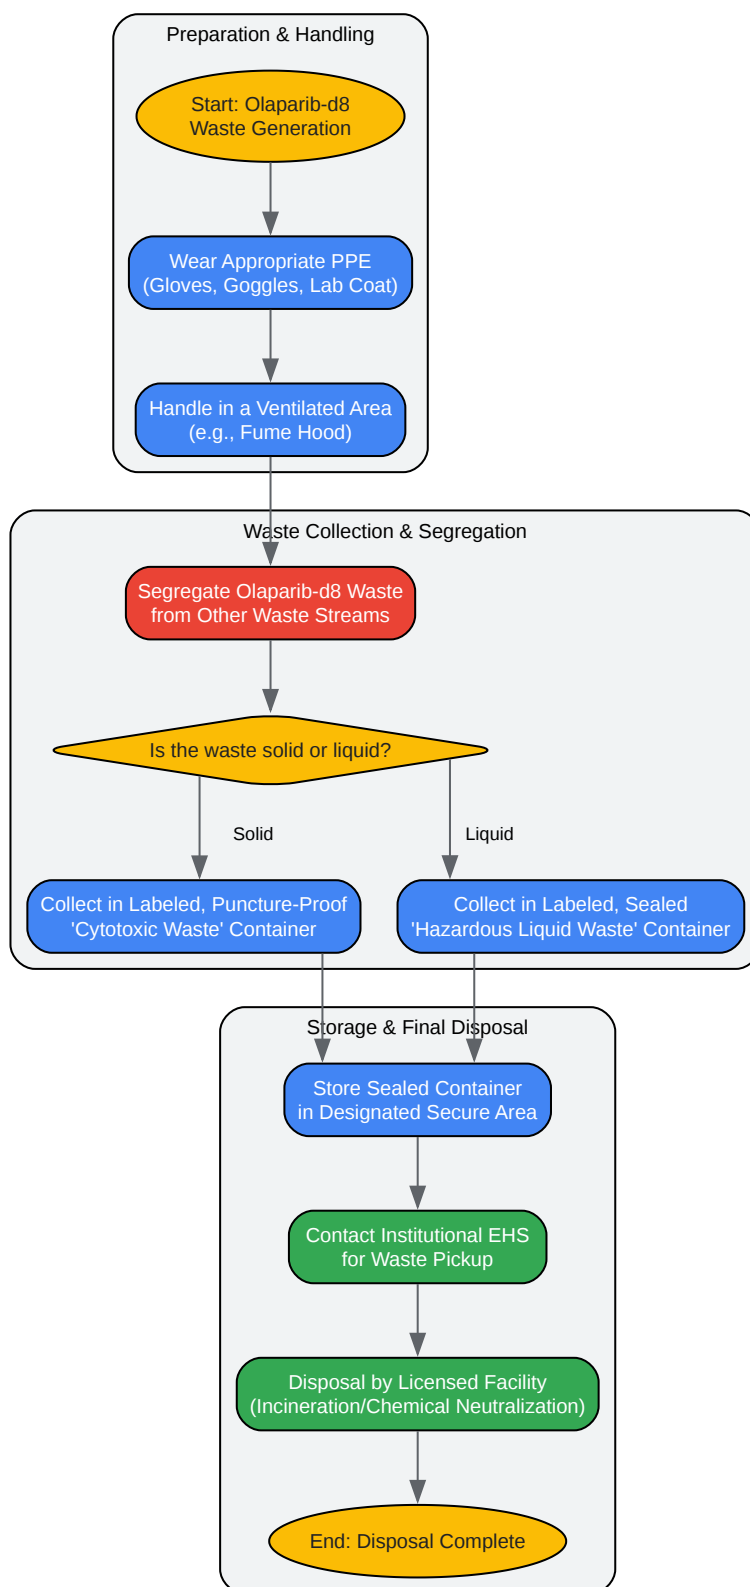 Preparation & Handling
Start: Olaparib-d8
Waste Generation
Wear Appropriate PPE
(Gloves, Goggles, Lab Coat)
Handle in a Ventilated Area
(e.g., Fume Hood)
Waste Collection & Segregation
Segregate Olaparib-d8 Waste
from Other Waste Streams
Is the waste solid or liquid?
Solid
Liquid
Collect in Labeled, Puncture-Proof
'Cytotoxic Waste' Container
Collect in Labeled, Sealed
'Hazardous Liquid Waste' Container
Storage & Final Disposal
Store Sealed Container
in Designated Secure Area
Contact Institutional EHS
for Waste Pickup
Disposal by Licensed Facility
(Incineration/Chemical Neutralization)
End: Disposal Complete